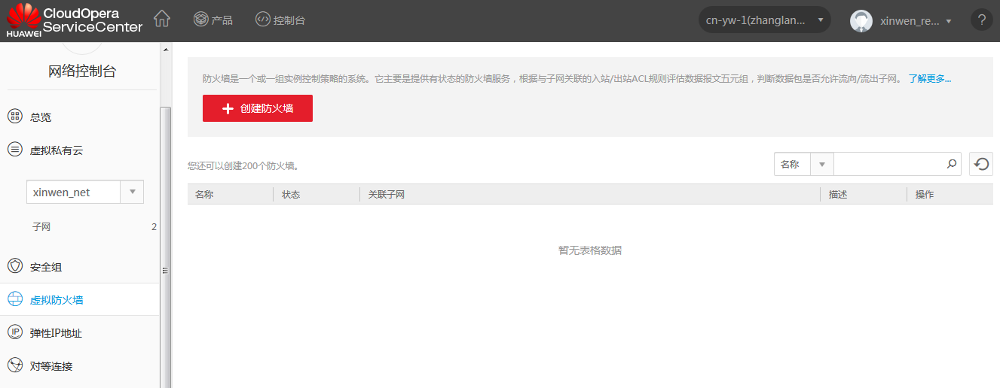 HUAWEI
CloudOpera
ServiceCenter
产品
控制台
cn-yw-1(zhanglan...
xinwen_re...
?
网络控制台
总览
虚拟私有云
xinwen_net
子网 2
安全组
虚拟防火墙
IP 弹性IP地址
对等连接
防火墙是一个或一组实例控制策略的系统。它主要是提供有状态的防火墙服务，根据与子网关联的入站/出站ACL规则评估数据报文五元组，判断数据包是否允许流向/流出子网。 了解更多...
+ 创建防火墙
您还可以创建200个防火墙。
名称
名称 状态 关联子网 描述 操作
暂无表格数据